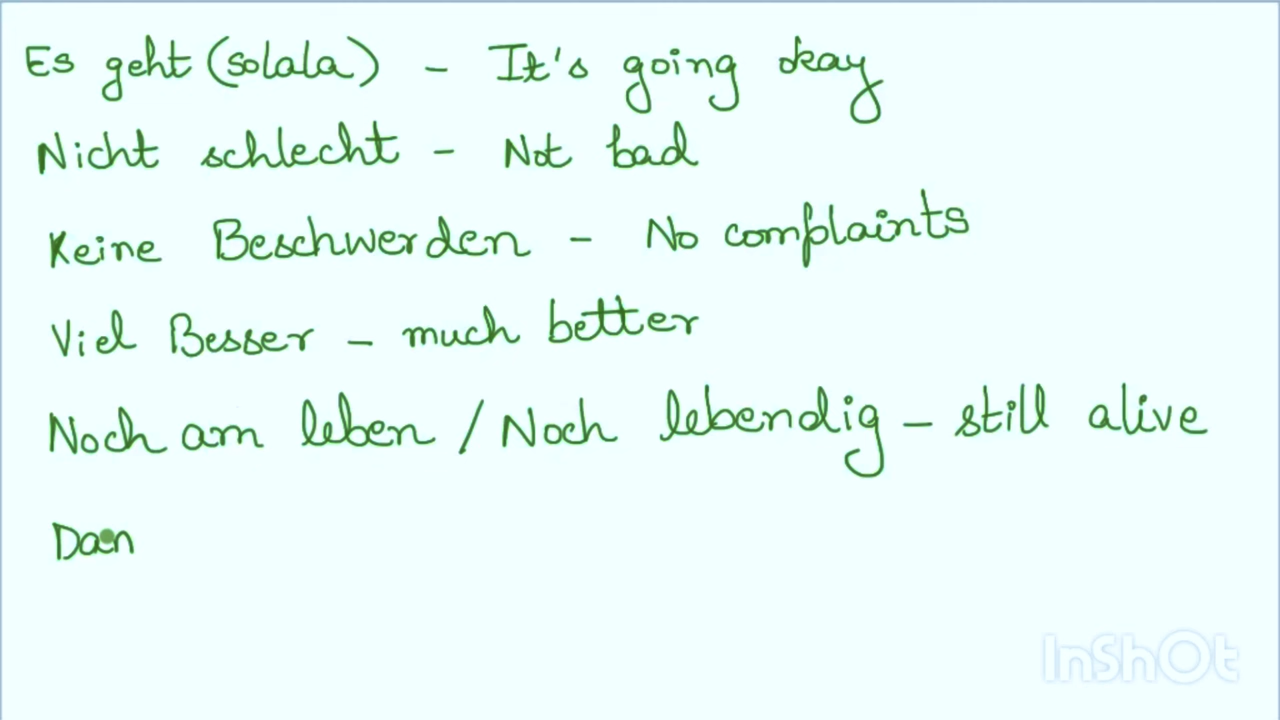 Es geht (solala) - It's going okay
Nicht schlecht - Not bad
Keine Beschwerden - No complaints
Viel Besser - much better
Noch am leben / Noch lebendig - still alive
Dan
InShOt